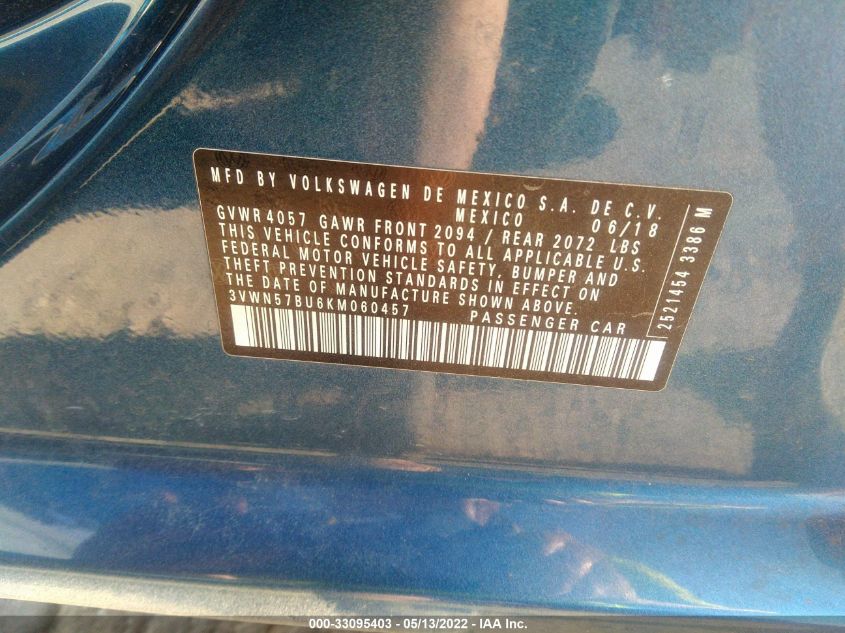 MFD BY VOLKSWAGEN DE MEXICO S.A. DE C.V.
MEXICO 06/18
GVWR 4057 GAWR FRONT 2094 / REAR 2072 LBS
THIS VEHICLE CONFORMS TO ALL APPLICABLE U.S.
FEDERAL MOTOR VEHICLE SAFETY, BUMPER AND
THEFT PREVENTION STANDARDS IN EFFECT ON
THE DATE OF MANUFACTURE SHOWN ABOVE.
3VWN57BU6KM060457 PASSENGER CAR
2521454 3386 M
000-33095403 - 05/13/2022 - IAA Inc.